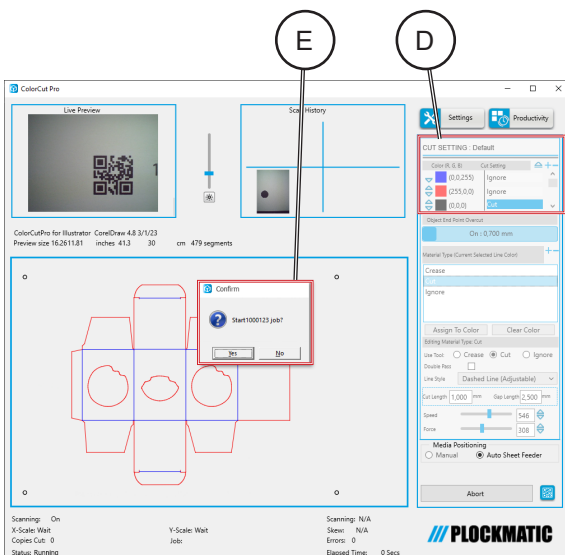 E
D
ColorCut Pro
Live Preview
Scan History
Settings
Productivity
CUT SETTING : Default
Color (R, G, B) Cut Setting
(0,0,255) Ignore
(255,0,0) Ignore
(0,0,0) Cut
ColorCutPro for Illustrator CorelDraw 4.8 3/1/23
Preview size 16.2611.81 inches 41.3 30 cm 479 segments
Object End Point Overcut
On : 0,700 mm
Material Type (Current Selected Line Color)
Crease
Cut
Ignore
Confirm
Start1000123 job?
Yes No
Assign To Color Clear Color
Editing Material Type: Cut
Use Tool: Crease Cut Ignore
Double Pass
Line Style Dashed Line (Adjustable)
Cut Length 1,000 mm Gap Length 2,500 mm
Speed 546
Force 308
Media Positioning
Manual Auto Sheet Feeder
Abort
Scanning: On
X-Scale: Wait
Copies Cut: 0
Status: Running
Y-Scale: Wait
Job:
Scanning: N/A
Skew: N/A
Errors: 0
Elapsed Time: 0 Secs
PLOCKMATIC